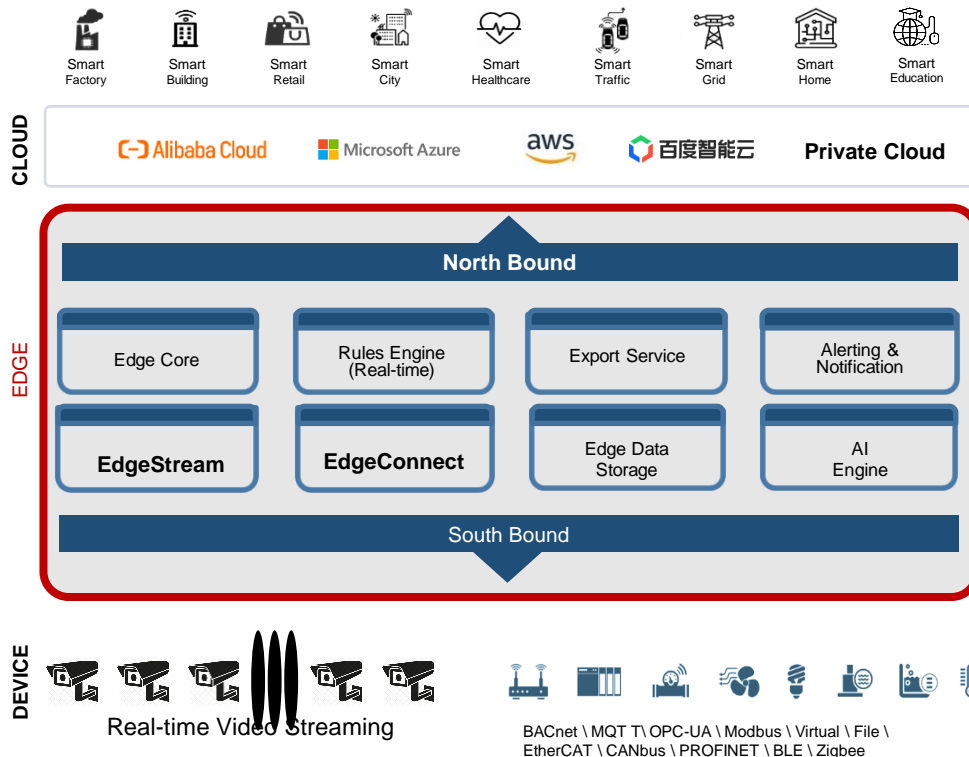 Smart
Factory
Smart
Building
Smart
Retail
Smart
City
Smart
Healthcare
Smart
Traffic
Smart
Grid
Smart
Home
Smart
Education
CLOUD
Alibaba Cloud
Microsoft Azure
aws
百度智能云
Private Cloud
EDGE
North Bound
Edge Core
Rules Engine
(Real-time)
Export Service
Alerting &
Notification
EdgeStream
EdgeConnect
Edge Data
Storage
AI
Engine
South Bound
DEVICE
Real-time Video Streaming
BACnet \ MQT T\ OPC-UA \ Modbus \ Virtual \ File \
EtherCAT \ CANbus \ PROFINET \ BLE \ Zigbee